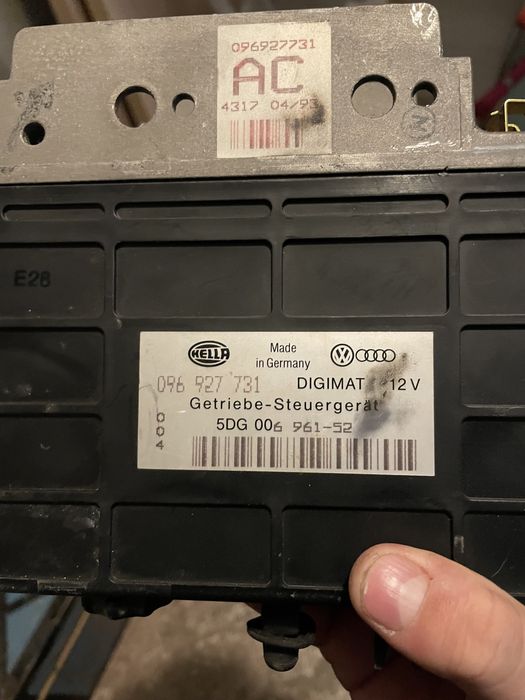 096927731
AC
4317 04/93
M
E28
HELLA
Made
in Germany
096 927 731
DIGIMAT 12 V
Getriebe-Steuergerät
5DG 006 961-52
004